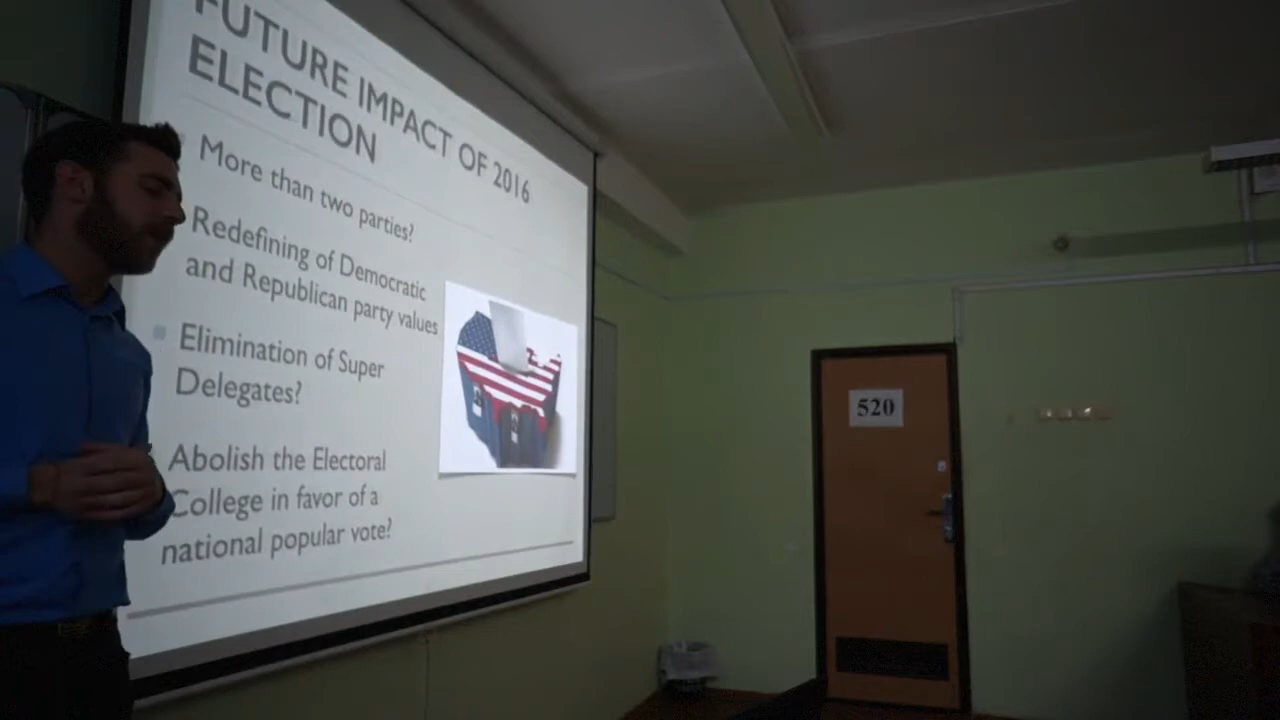 FUTURE IMPACT OF 2016
ELECTION
More than two parties?
Redefining of Democratic
and Republican party values
Elimination of Super
Delegates?
Abolish the Electoral
College in favor of a
national popular vote?
520